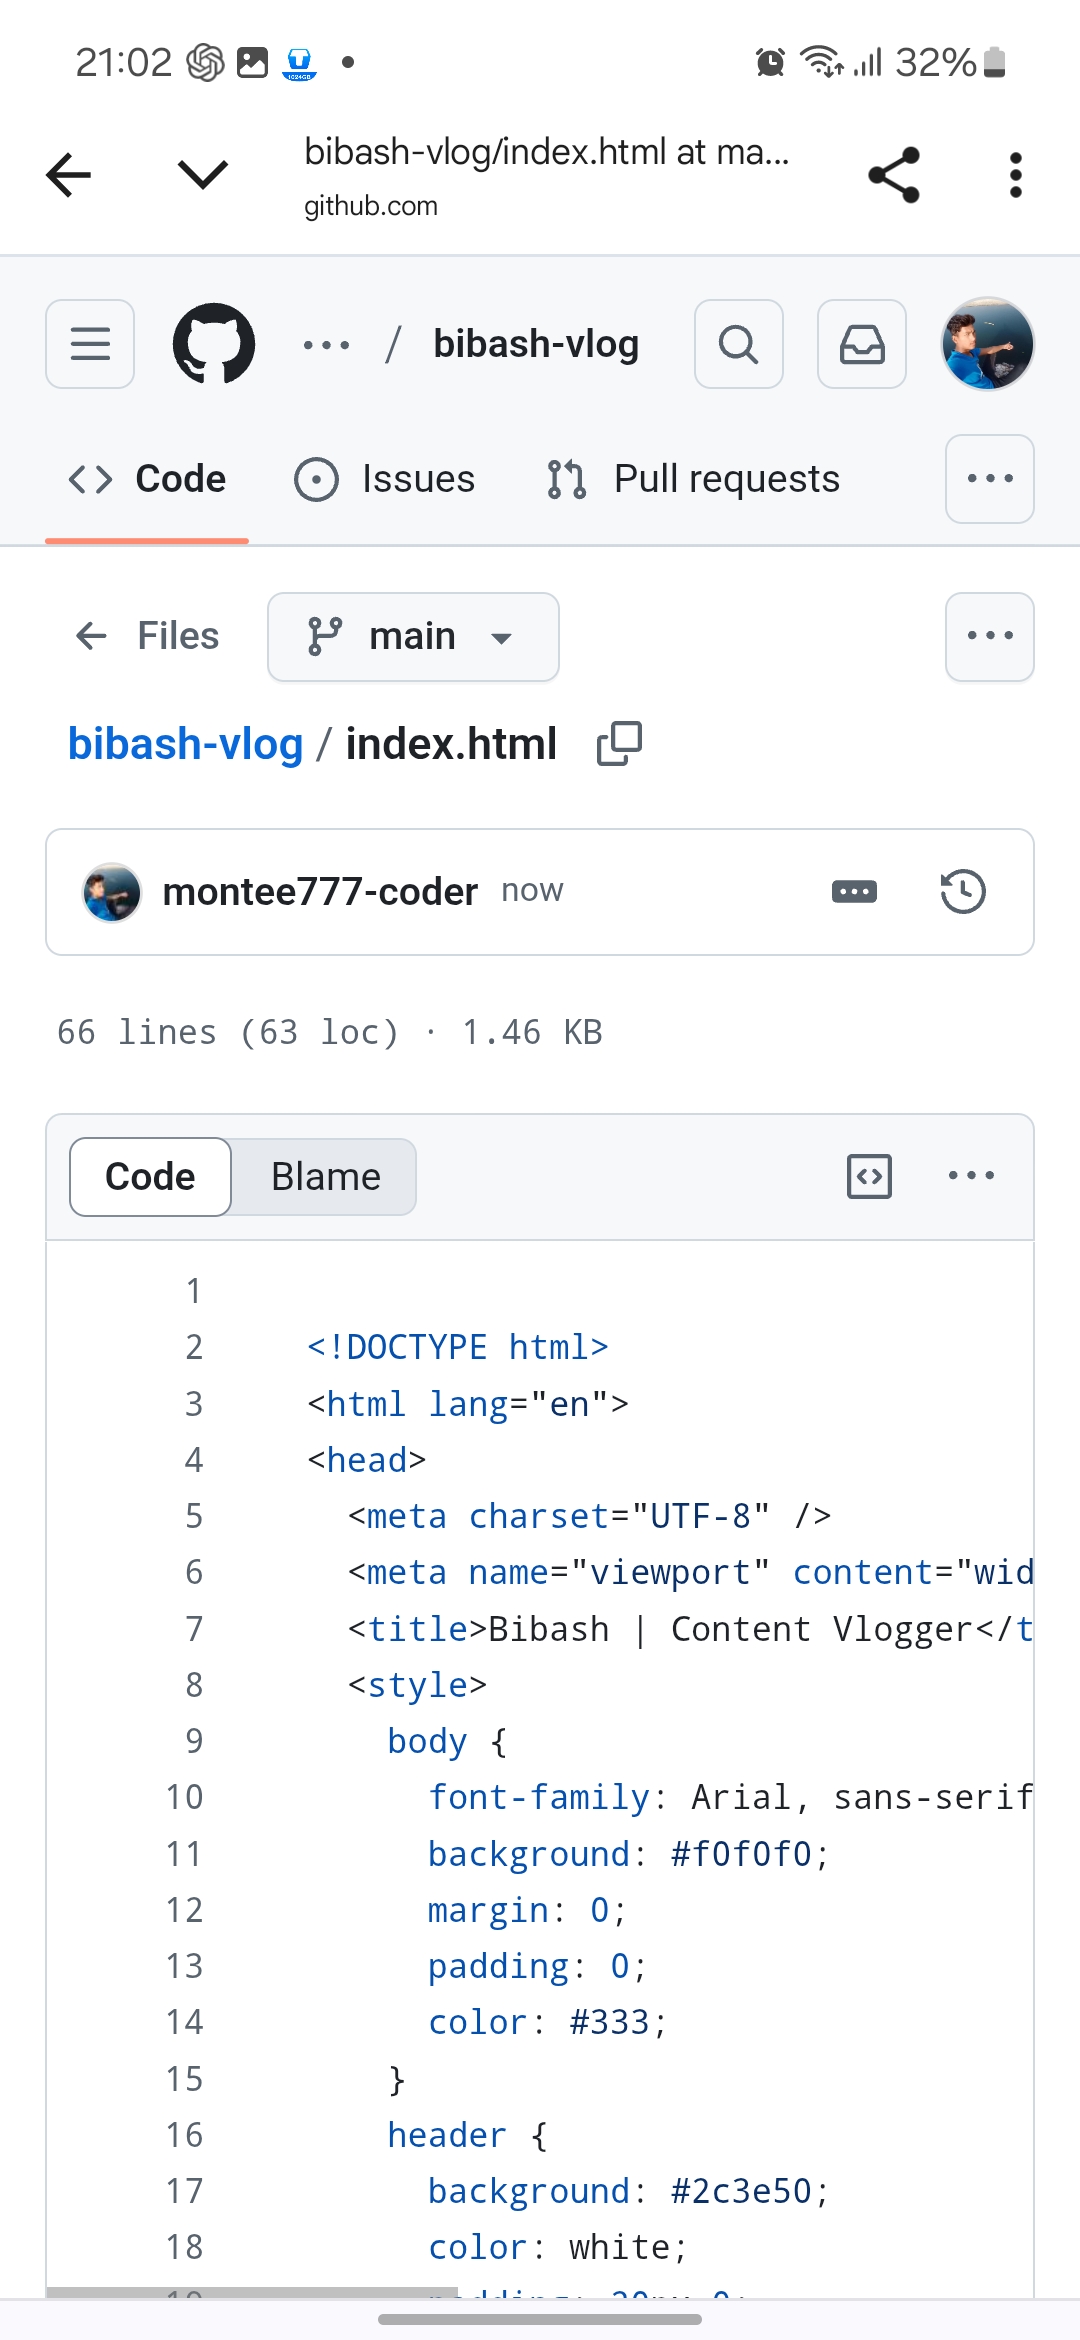 21:02 32%
bibash-vlog/index.html at ma...
github.com
/ bibash-vlog
Code Issues Pull requests
Files main
bibash-vlog / index.html
montee777-coder now
66 lines (63 loc) · 1.46 KB
Code Blame
1
2 <!DOCTYPE html>
3 <html lang="en">
4 <head>
5 <meta charset="UTF-8" />
6 <meta name="viewport" content="wid
7 <title>Bibash | Content Vlogger</t
8 <style>
9 body {
10 font-family: Arial, sans-serif
11 background: #f0f0f0;
12 margin: 0;
13 padding: 0;
14 color: #333;
15 }
16 header {
17 background: #2c3e50;
18 color: white;
19 padding: 20px 0;